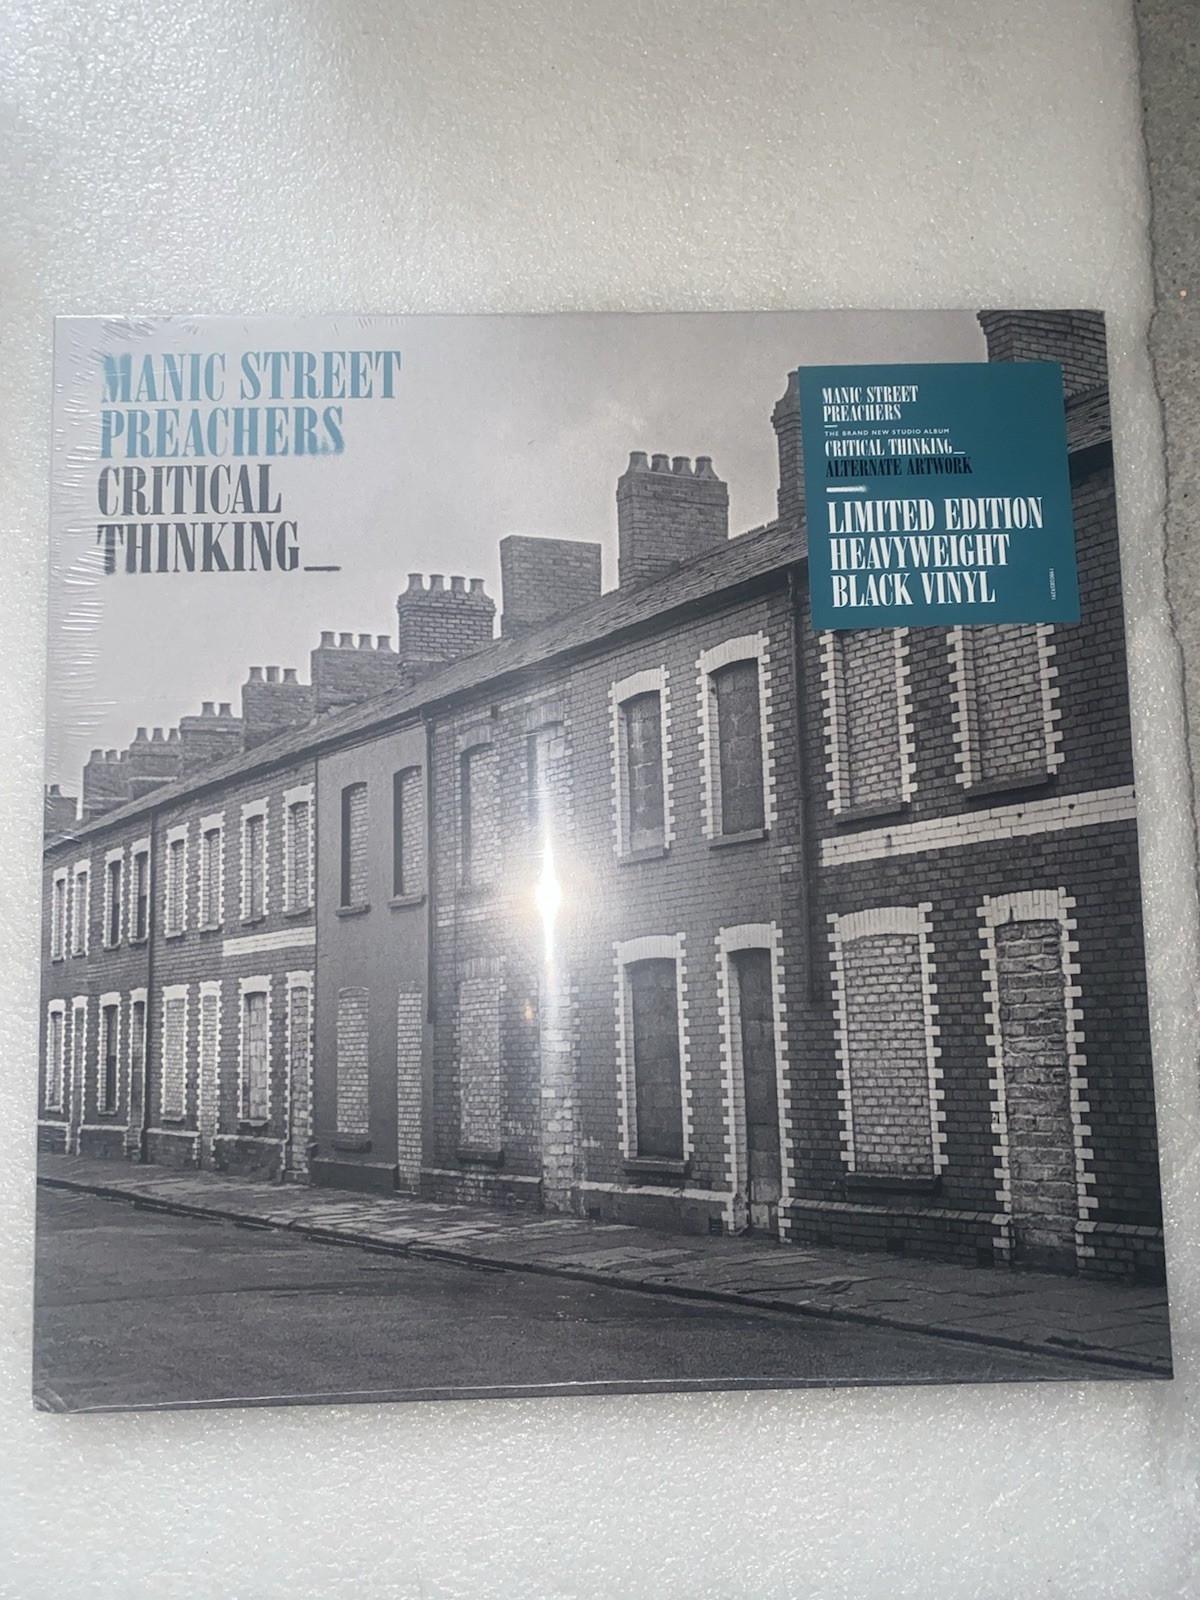 MANIC STREET
PREACHERS
CRITICAL
THINKING_
MANIC STREET
PREACHERS
THE BRAND NEW STUDIO ALBUM
CRITICAL THINKING_
ALTERNATE ARTWORK
LIMITED EDITION
HEAVYWEIGHT
BLACK VINYL